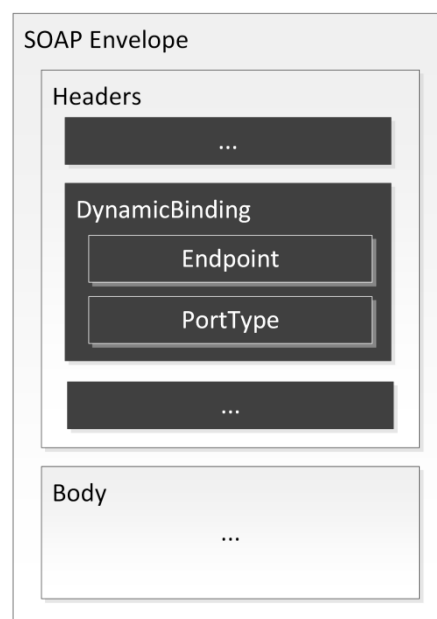 SOAP Envelope
Headers
...
DynamicBinding
Endpoint
PortType
...
Body
...